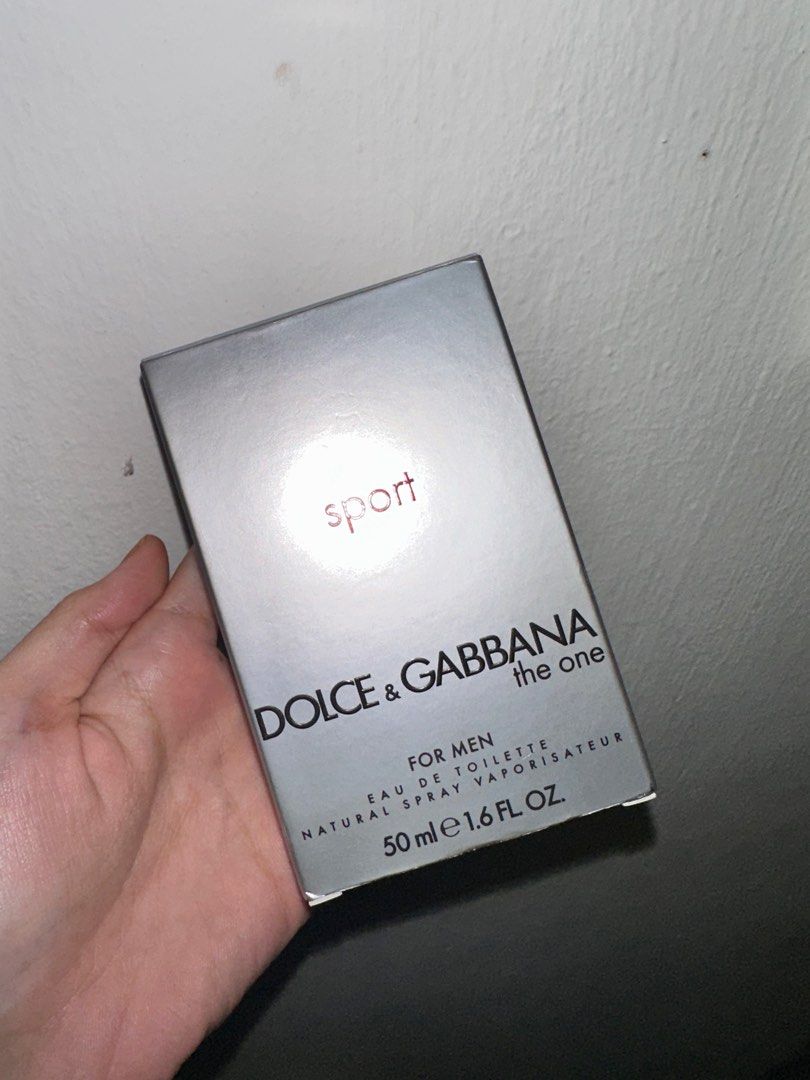 sport
DOLCE & GABBANA
the one
FOR MEN
EAU DE TOILETTE
NATURAL SPRAY VAPORISATEUR
50 ml ℮ 1.6 FL OZ.